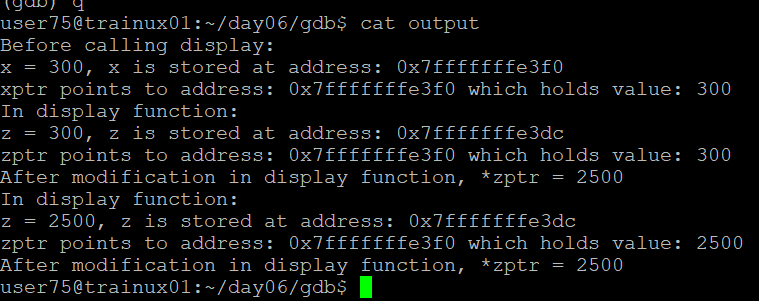 (gdb) q
user75@trainux01:~/day06/gdb$ cat output
Before calling display:
x = 300, x is stored at address: 0x7fffffffe3f0
xptr points to address: 0x7fffffffe3f0 which holds value: 300
In display function:
z = 300, z is stored at address: 0x7fffffffe3dc
zptr points to address: 0x7fffffffe3f0 which holds value: 300
After modification in display function, *zptr = 2500
In display function:
z = 2500, z is stored at address: 0x7fffffffe3dc
zptr points to address: 0x7fffffffe3f0 which holds value: 2500
After modification in display function, *zptr = 2500
user75@trainux01:~/day06/gdb$